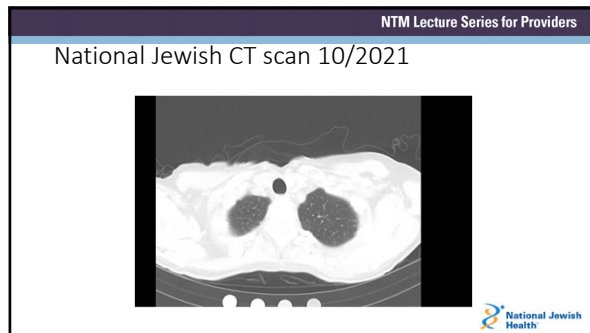 NTM Lecture Series for Providers
National Jewish CT scan 10/2021
National Jewish
Health®